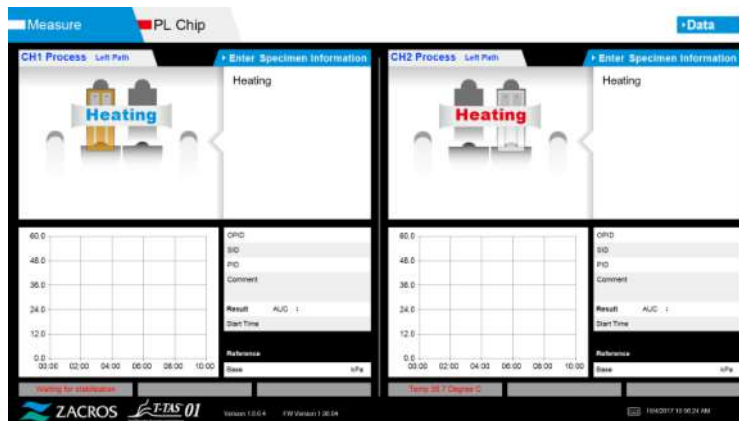 Measure
PL Chip
Data
CH1 Process Left Path
Enter Specimen Information
Heating
Heating
60.0
48.0
36.0
24.0
12.0
0.0
00:00 02:00 04:00 06:00 08:00 10:00
OPID
SID
PID
Comment
Result AUC :
Start Time
Reference
Base kPa
Waiting for stabilization
CH2 Process Left Path
Enter Specimen Information
Heating
Heating
60.0
48.0
36.0
24.0
12.0
0.0
00:00 02:00 04:00 06:00 08:00 10:00
OPID
SID
PID
Comment
Result AUC :
Start Time
Reference
Base kPa
ZACROS T-TAS 01